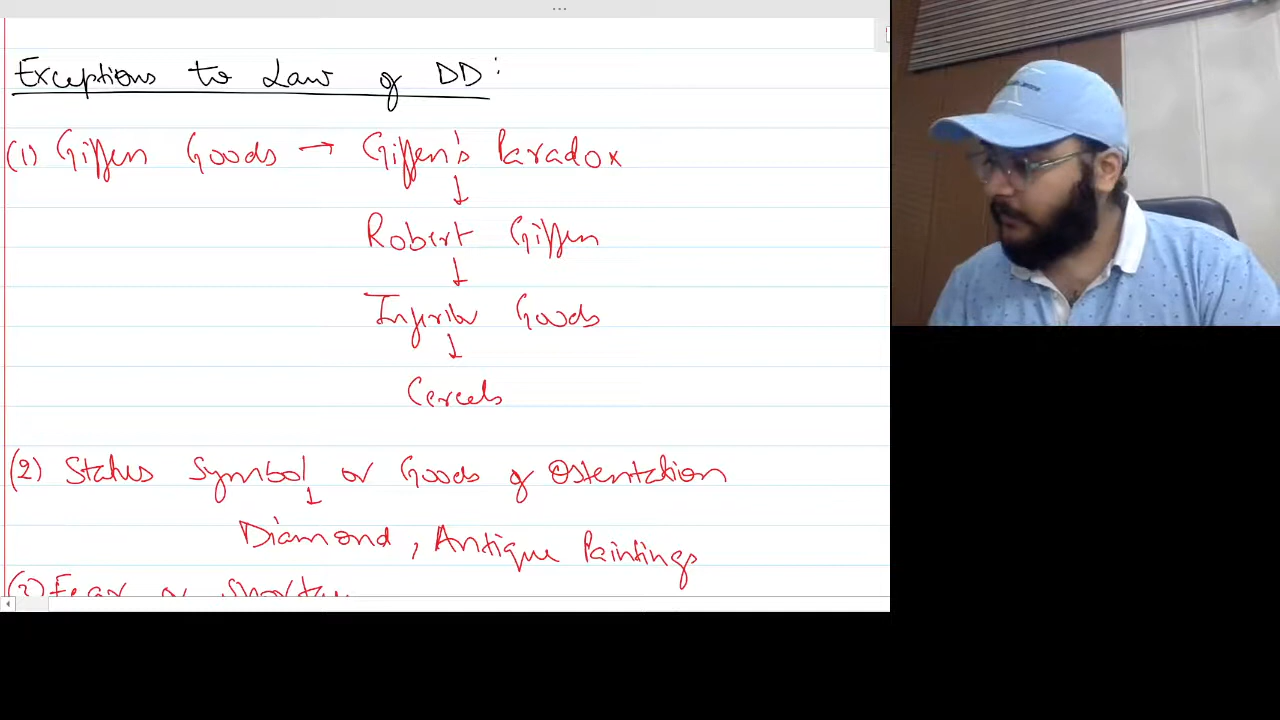 Exceptions to Law of DD:
(1) Giffen Goods → Giffen's Paradox
↓
Robert Giffen
↓
Inferior Goods
↓
Cereals
(2) Status Symbol or Goods of Ostentation
↓
Diamond, Antique Paintings
(3) Fear of Shortage